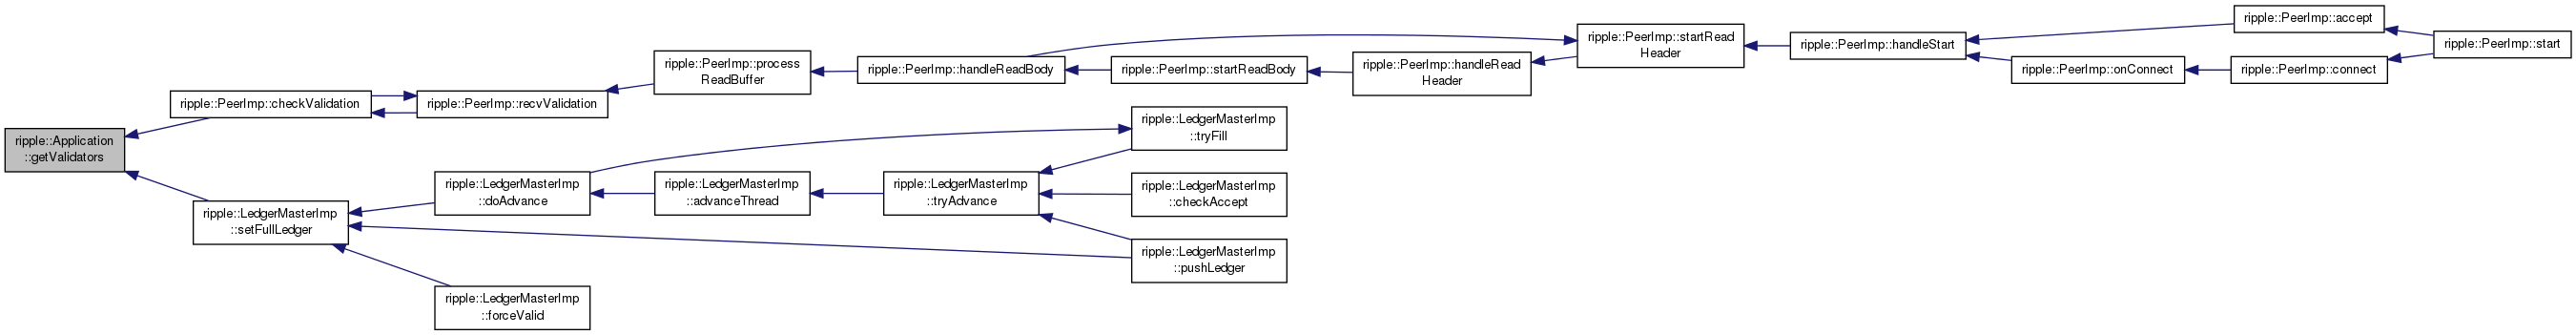 ripple::Application
::getValidators
ripple::PeerImp::checkValidation
ripple::LedgerMasterImp
::setFullLedger
ripple::PeerImp::recvValidation
ripple::LedgerMasterImp
::doAdvance
ripple::LedgerMasterImp
::forceValid
ripple::PeerImp::process
ReadBuffer
ripple::LedgerMasterImp
::advanceThread
ripple::PeerImp::handleReadBody
ripple::LedgerMasterImp
::tryAdvance
ripple::PeerImp::startReadBody
ripple::LedgerMasterImp
::tryFill
ripple::LedgerMasterImp
::checkAccept
ripple::LedgerMasterImp
::pushLedger
ripple::PeerImp::handleRead
Header
ripple::PeerImp::startRead
Header
ripple::PeerImp::handleStart
ripple::PeerImp::onConnect
ripple::PeerImp::accept
ripple::PeerImp::connect
ripple::PeerImp::start